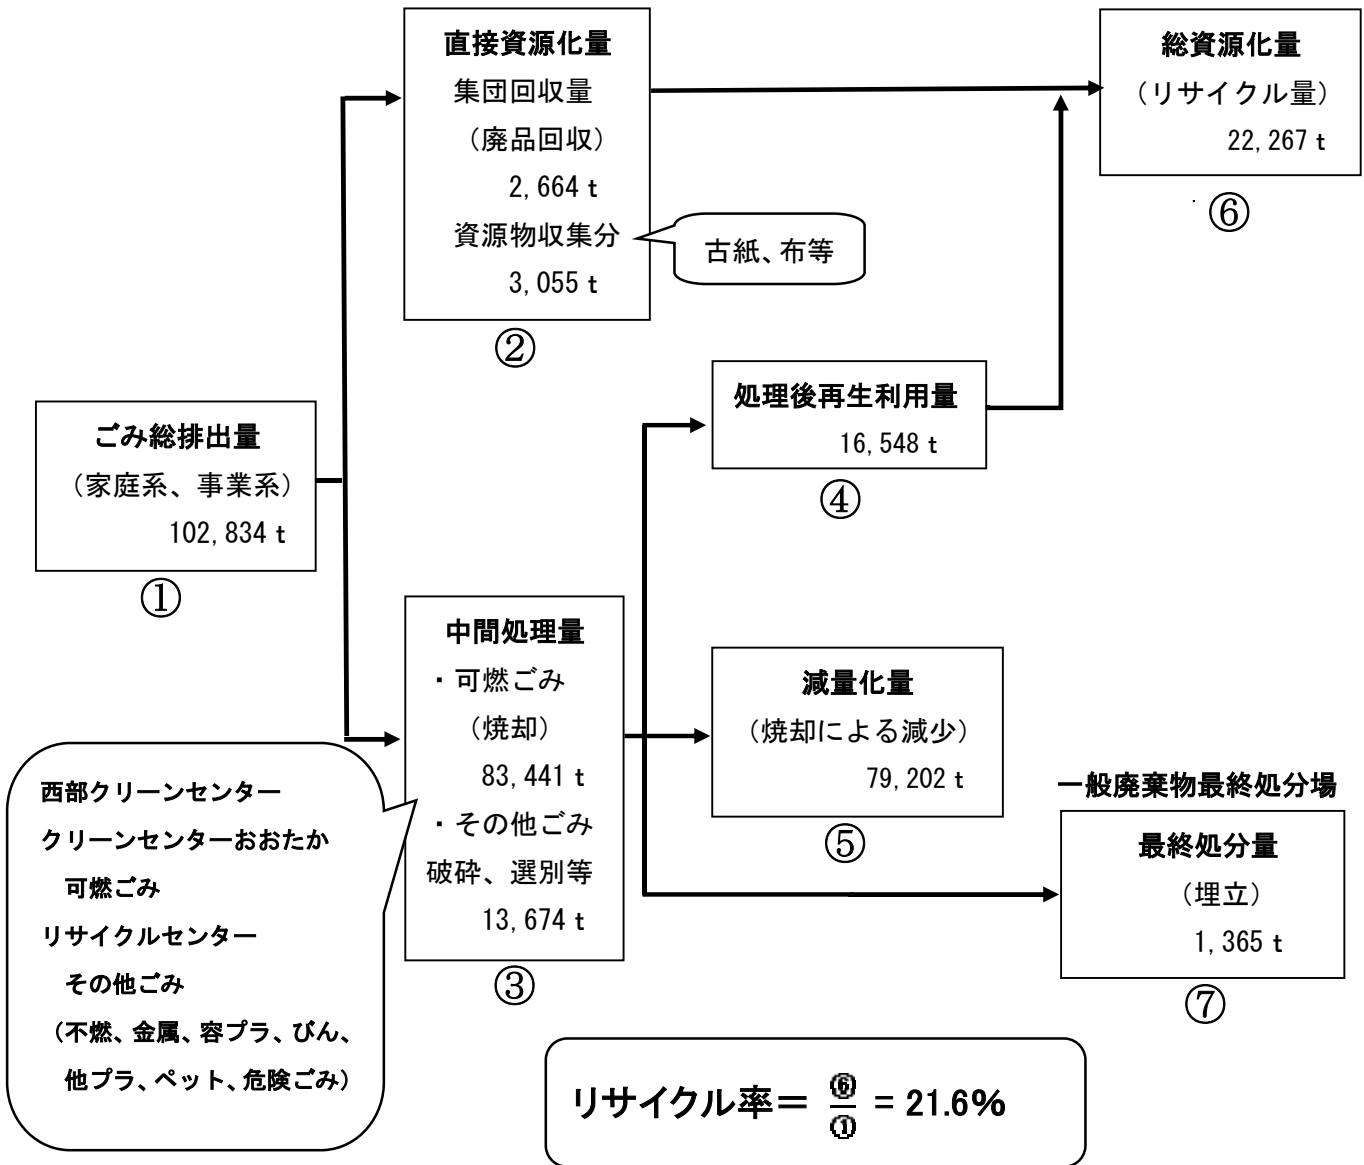 直接資源化量
集団回収量
（廃品回収）
2,664 t
資源物収集分
3,055 t
②
古紙、布等
総資源化量
（リサイクル量）
22,267 t
⑥
ごみ総排出量
（家庭系、事業系）
102,834 t
①
処理後再生利用量
16,548 t
④
中間処理量
・可燃ごみ
（焼却）
83,441 t
・その他ごみ
破砕、選別等
13,674 t
③
減量化量
（焼却による減少）
79,202 t
⑤
一般廃棄物最終処分場
最終処分量
（埋立）
1,365 t
⑦
西部クリーンセンター
クリーンセンターおおたか
可燃ごみ
リサイクルセンター
その他ごみ
（不燃、金属、容プラ、びん、
他プラ、ペット、危険ごみ）
リサイクル率＝ ⑥/① = 21.6%